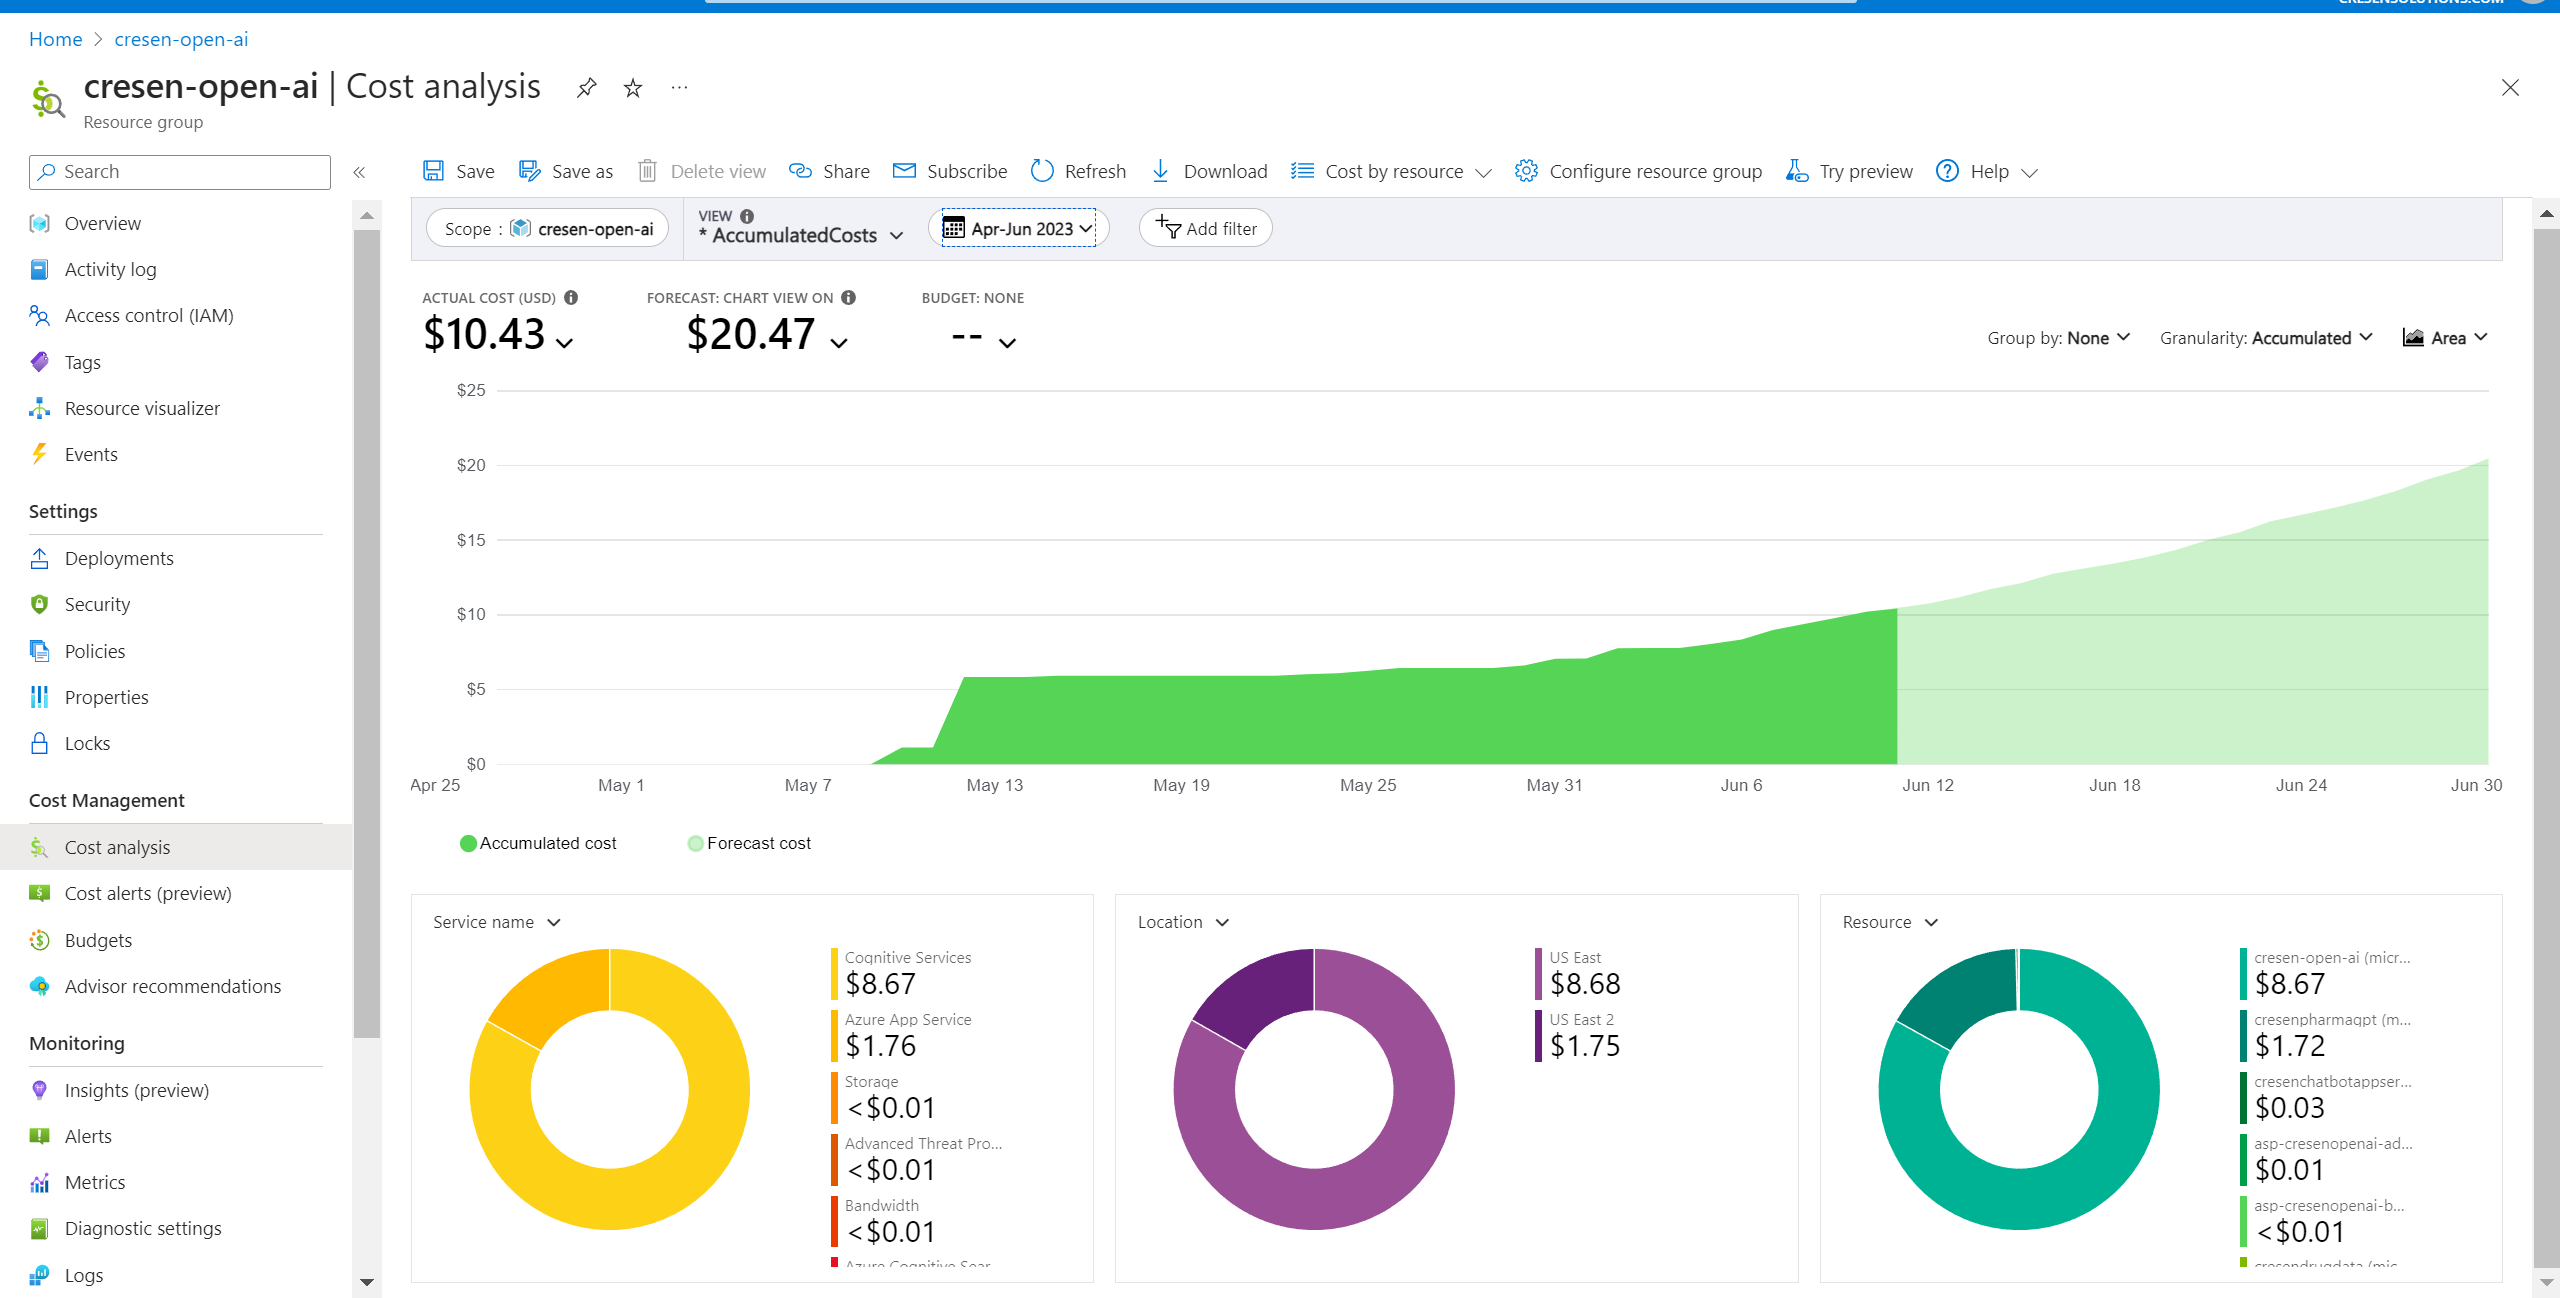 CRESENSOLUTIONS.COM
Home > cresen-open-ai
cresen-open-ai | Cost analysis
Resource group
Search
Save
Save as
Delete view
Share
Subscribe
Refresh
Download
Cost by resource
Configure resource group
Try preview
Help
Overview
Activity log
Access control (IAM)
Tags
Resource visualizer
Events
Settings
Deployments
Security
Policies
Properties
Locks
Cost Management
Cost analysis
Cost alerts (preview)
Budgets
Advisor recommendations
Monitoring
Insights (preview)
Alerts
Metrics
Diagnostic settings
Logs
Scope : cresen-open-ai
VIEW
* AccumulatedCosts
Apr-Jun 2023
Add filter
ACTUAL COST (USD)
$10.43
FORECAST: CHART VIEW ON
$20.47
BUDGET: NONE
--
Group by: None
Granularity: Accumulated
Area
$25
$20
$15
$10
$5
$0
Apr 25
May 1
May 7
May 13
May 19
May 25
May 31
Jun 6
Jun 12
Jun 18
Jun 24
Jun 30
Accumulated cost
Forecast cost
Service name
Cognitive Services
$8.67
Azure App Service
$1.76
Storage
<$0.01
Advanced Threat Pro...
<$0.01
Bandwidth
<$0.01
Azure Cognitive Sear
Location
US East
$8.68
US East 2
$1.75
Resource
cresen-open-ai (micr...
$8.67
cresenpharmagpt (m...
$1.72
cresenchatbotappser...
$0.03
asp-cresenopenai-ad...
$0.01
asp-cresenopenai-b...
<$0.01
cresendrugdata (mic